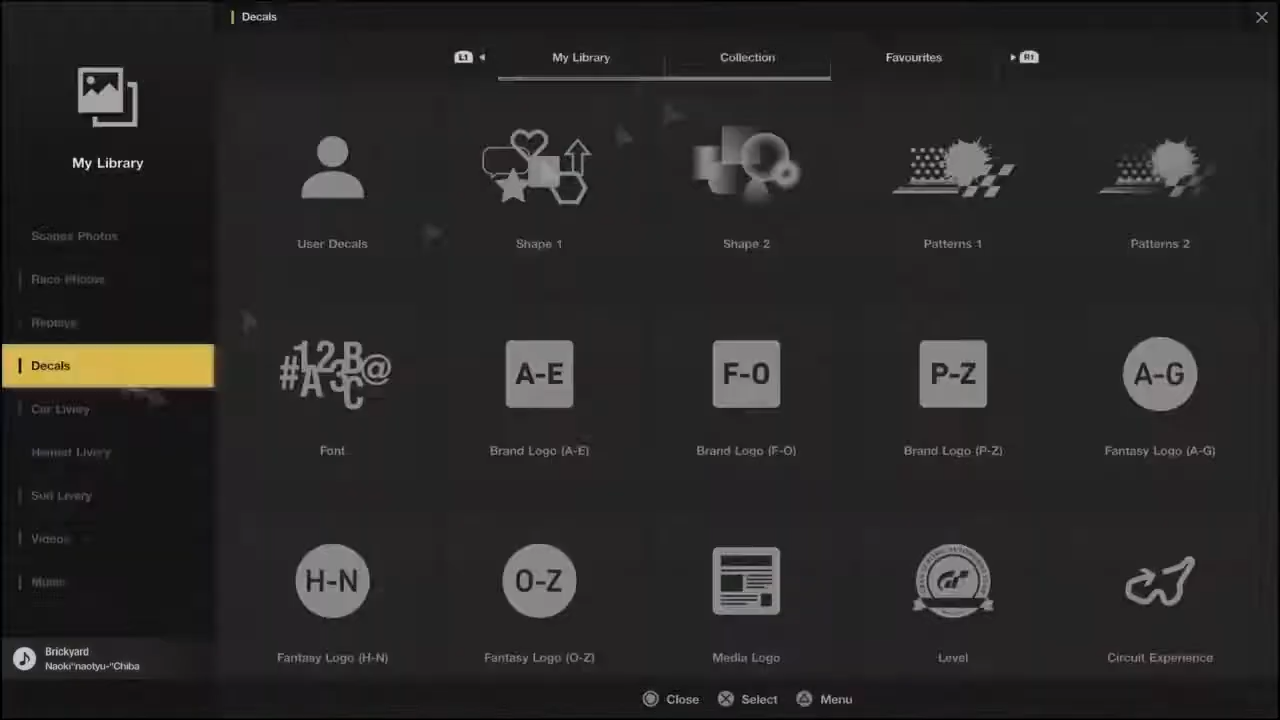 Decals
L1
My Library
Collection
Favourites
R1
My Library
Scapes Photos
Race Photos
Replays
Decals
Car Livery
Helmet Livery
Suit Livery
Videos
Music
User Decals
Shape 1
Shape 2
Patterns 1
Patterns 2
#123B@
A C
Font
A-E
Brand Logo (A-E)
F-O
Brand Logo (F-O)
P-Z
Brand Logo (P-Z)
A-G
Fantasy Logo (A-G)
H-N
Fantasy Logo (H-N)
O-Z
Fantasy Logo (O-Z)
Media Logo
Level
Circuit Experience
Brickyard
Naoki"naotyu-"Chiba
Close
Select
Menu